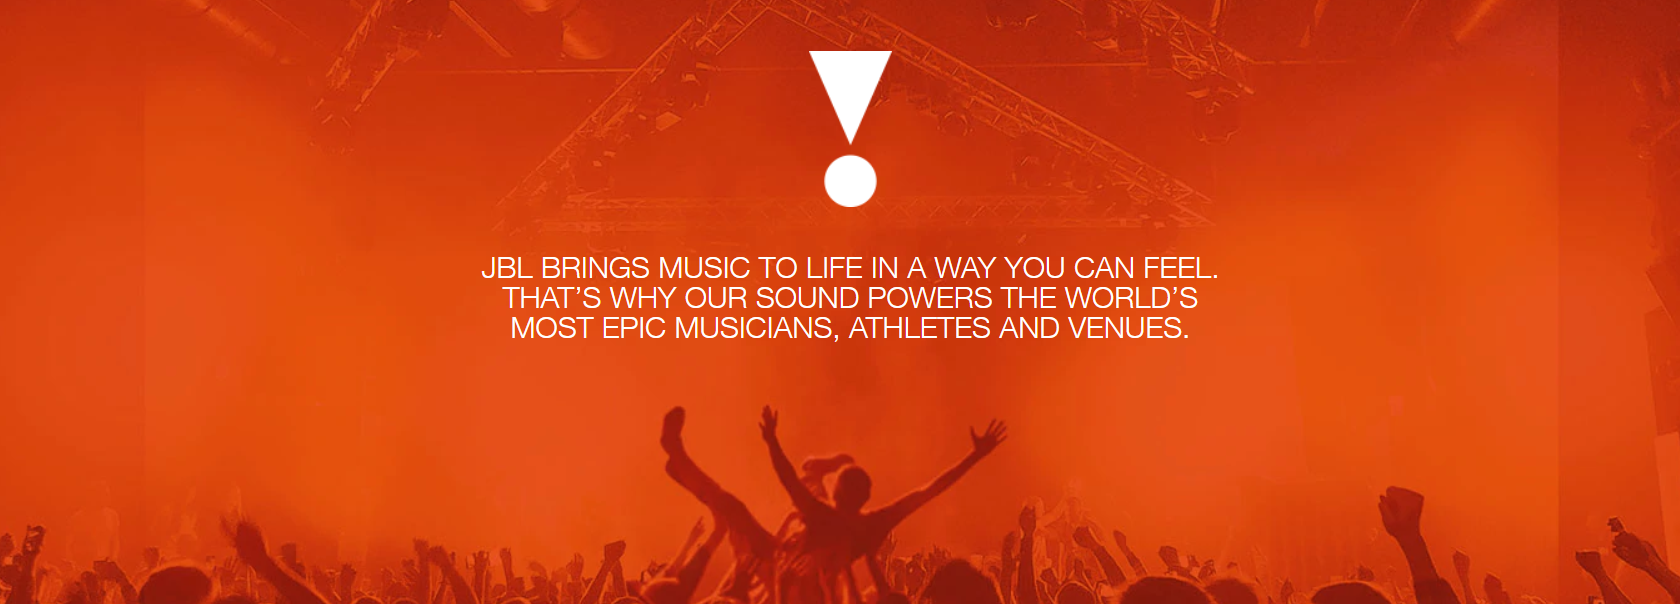 JBL BRINGS MUSIC TO LIFE IN A WAY YOU CAN FEEL.
THAT’S WHY OUR SOUND POWERS THE WORLD’S
MOST EPIC MUSICIANS, ATHLETES AND VENUES.